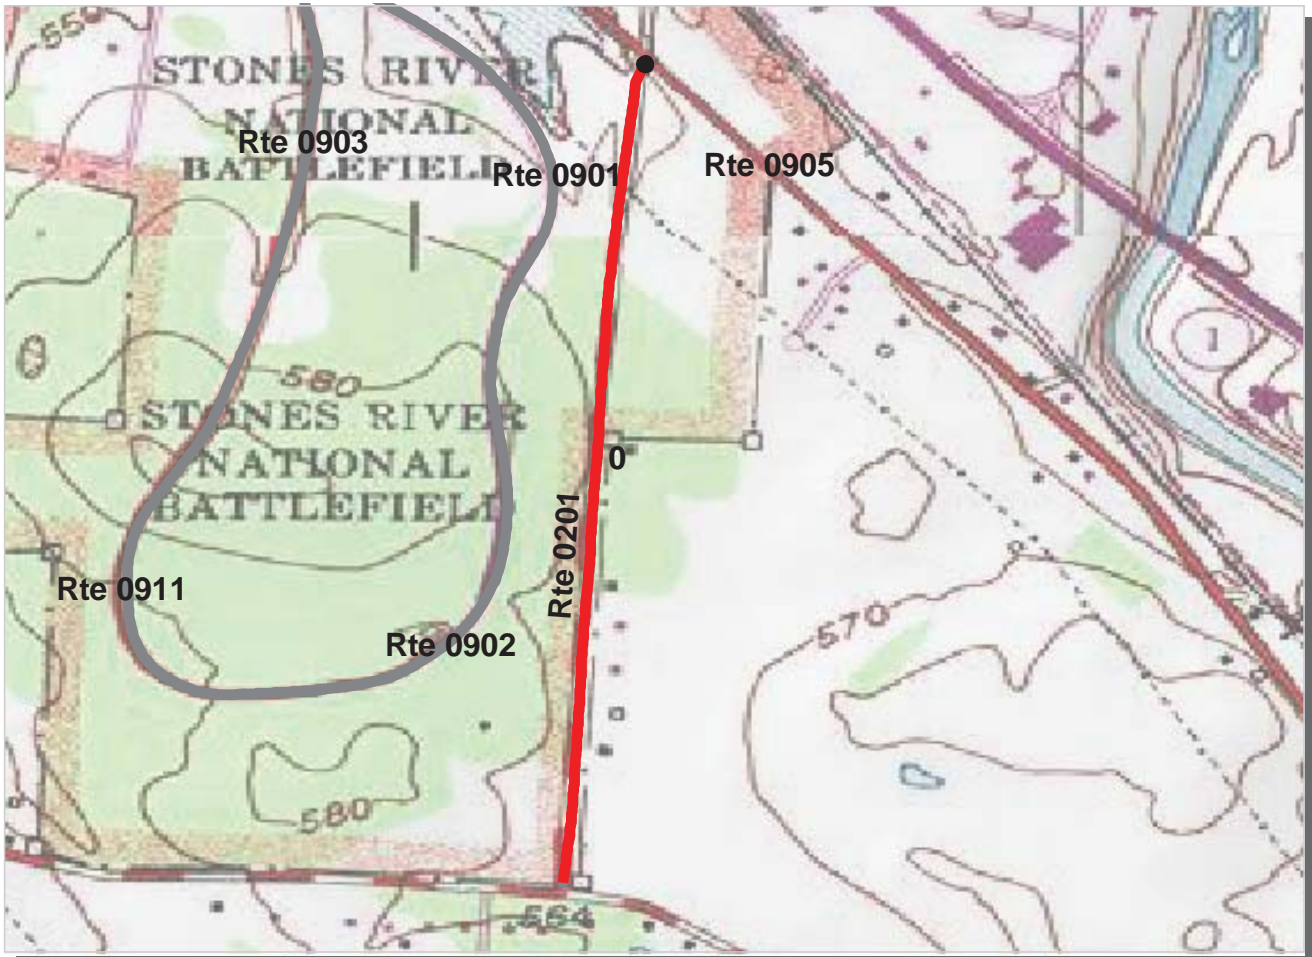 550
STONES RIVER
NATIONAL
BATTLEFIELD
Rte 0903
Rte 0901
Rte 0905
1
580
STONES RIVER
NATIONAL
BATTLEFIELD
0
Rte 0201
Rte 0911
Rte 0902
570
580
564